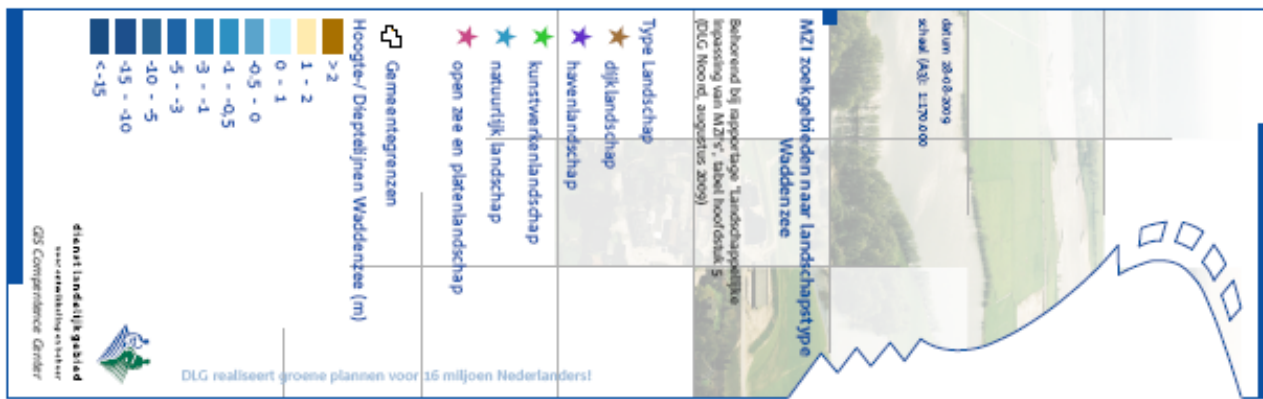 datum 28-08-2009
schaal (A3): 1:170.000
MZI zoekgebieden naar landschapstype
Waddenzee
Behorend bij rapportage "Landschappelijke
inpassing van MZI's", tabel hoofdstuk 5
(DLG Noord, augustus 2009)
Type Landschap
dijklandschap
havenlandschap
kunstwerkenlandschap
natuurlijk landschap
open zee en platenlandschap
Gemeentegrenzen
Hoogte-/ Dieptelijnen Waddenzee (m)
> 2
1 - 2
0 - 1
-0,5 - 0
-1 - -0,5
-3 - -1
-5 - -3
-10 - -5
-15 - -10
<-15
dienst landelijk gebied
voor ontwikkeling en beheer
GIS Competence Center
DLG realiseert groene plannen voor 16 miljoen Nederlanders!